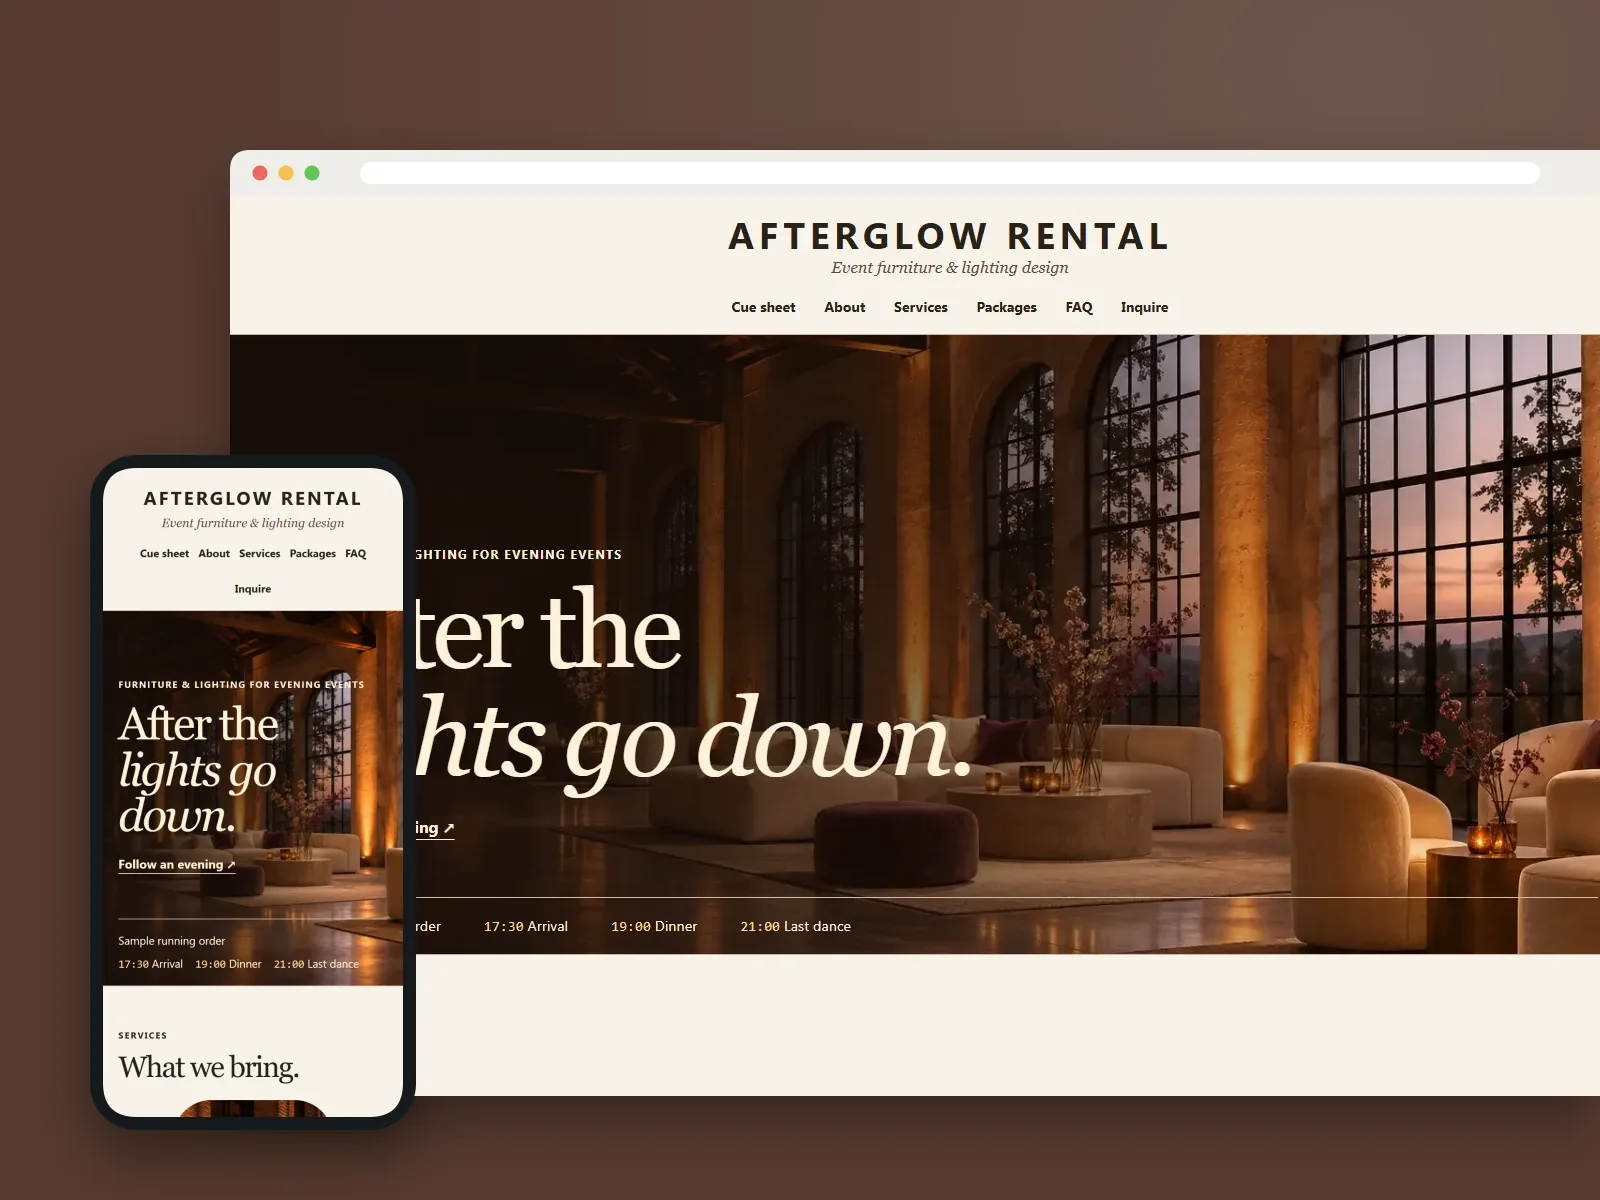 AFTERGLOW RENTAL
Event furniture & lighting design
Cue sheet About Services Packages FAQ Inquire
GHTING FOR EVENING EVENTS
ter the
hts go down.
ing ↗
rder 17:30 Arrival 19:00 Dinner 21:00 Last dance
AFTERGLOW RENTAL
Event furniture & lighting design
Cue sheet About Services Packages FAQ
Inquire
FURNITURE & LIGHTING FOR EVENING EVENTS
After the
lights go
down.
Follow an evening ↗
Sample running order
17:30 Arrival 19:00 Dinner 21:00 Last dance
SERVICES
What we bring.